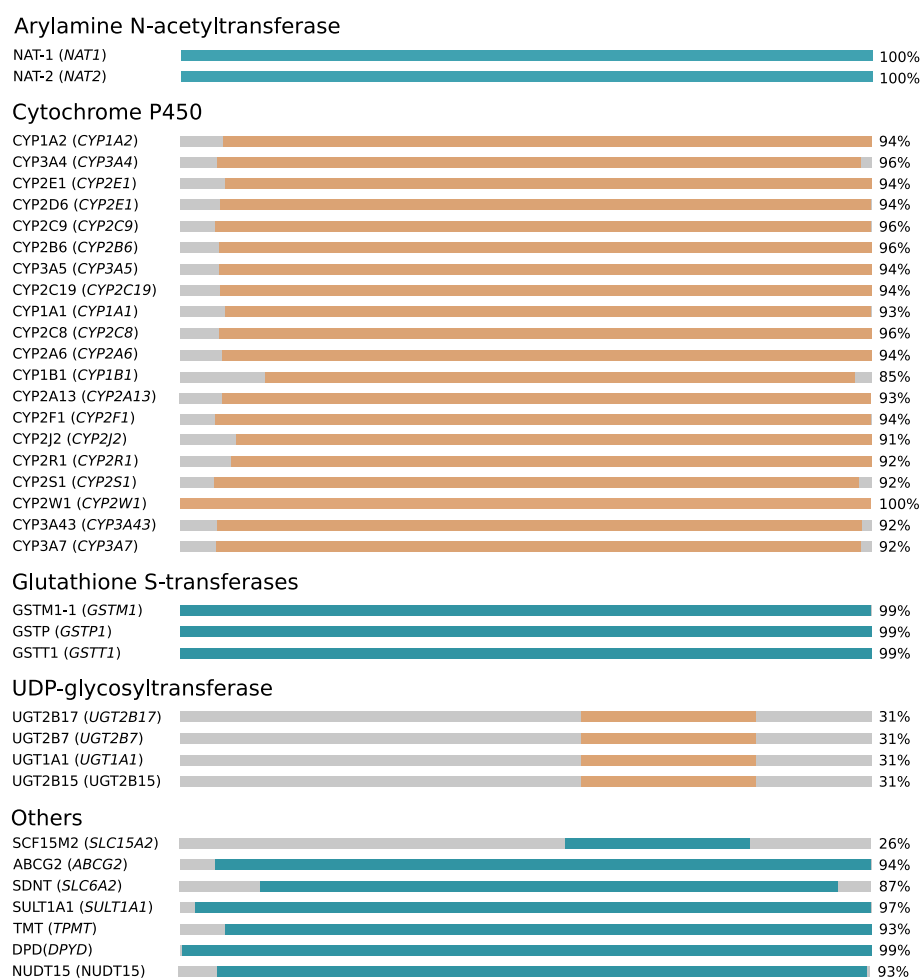 Arylamine N-acetyltransferase
NAT-1 (NAT1) 100%
NAT-2 (NAT2) 100%
Cytochrome P450
CYP1A2 (CYP1A2) 94%
CYP3A4 (CYP3A4) 96%
CYP2E1 (CYP2E1) 94%
CYP2D6 (CYP2E1) 94%
CYP2C9 (CYP2C9) 96%
CYP2B6 (CYP2B6) 96%
CYP3A5 (CYP3A5) 94%
CYP2C19 (CYP2C19) 94%
CYP1A1 (CYP1A1) 93%
CYP2C8 (CYP2C8) 96%
CYP2A6 (CYP2A6) 94%
CYP1B1 (CYP1B1) 85%
CYP2A13 (CYP2A13) 93%
CYP2F1 (CYP2F1) 94%
CYP2J2 (CYP2J2) 91%
CYP2R1 (CYP2R1) 92%
CYP2S1 (CYP2S1) 92%
CYP2W1 (CYP2W1) 100%
CYP3A43 (CYP3A43) 92%
CYP3A7 (CYP3A7) 92%
Glutathione S-transferases
GSTM1-1 (GSTM1) 99%
GSTP (GSTP1) 99%
GSTT1 (GSTT1) 99%
UDP-glycosyltransferase
UGT2B17 (UGT2B17) 31%
UGT2B7 (UGT2B7) 31%
UGT1A1 (UGT1A1) 31%
UGT2B15 (UGT2B15) 31%
Others
SCF15M2 (SLC15A2) 26%
ABCG2 (ABCG2) 94%
SDNT (SLC6A2) 87%
SULT1A1 (SULT1A1) 97%
TMT (TPMT) 93%
DPD(DPYD) 99%
NUDT15 (NUDT15) 93%